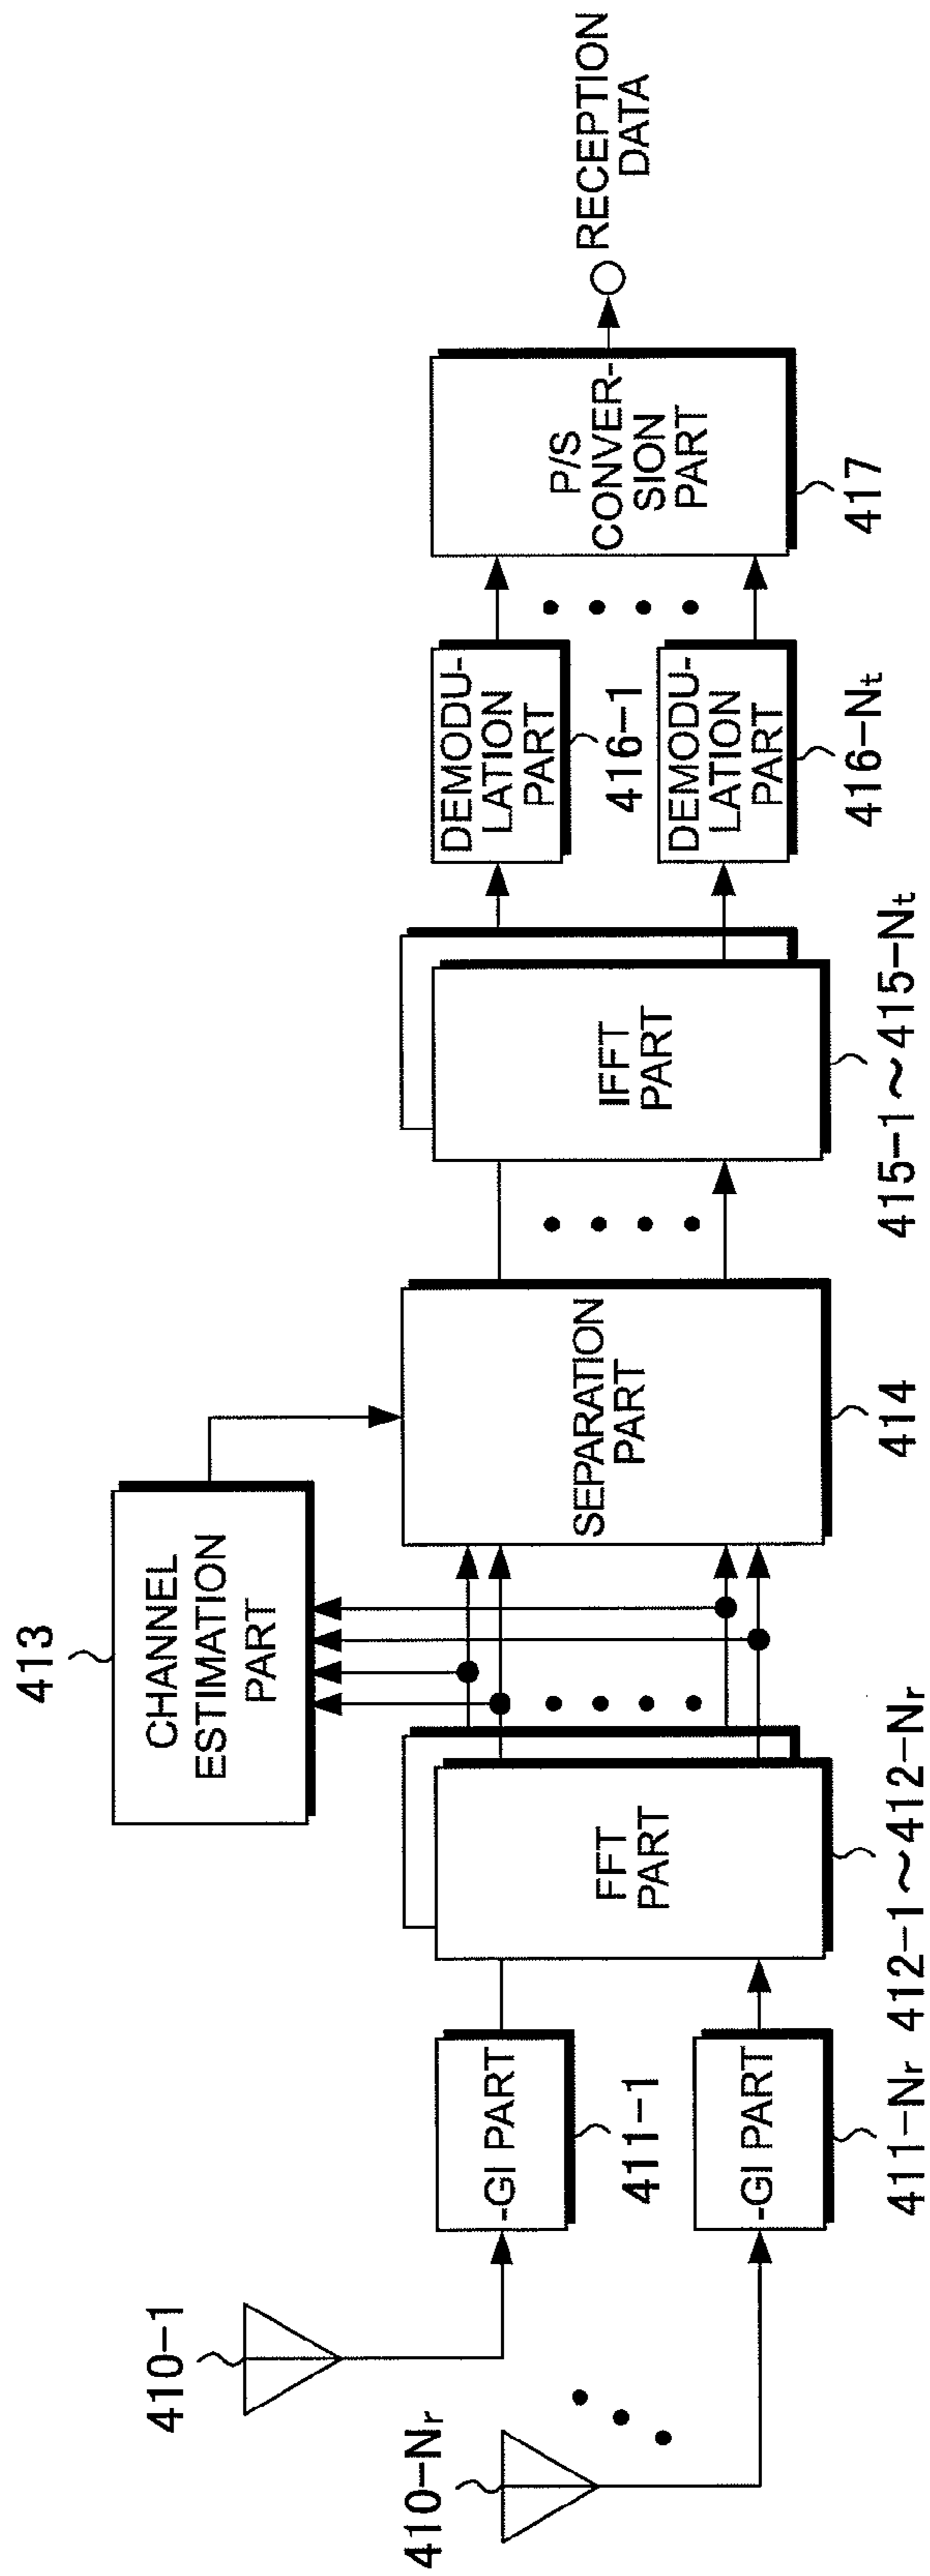 410-1
410-Nr
-GI PART
411-1
-GI PART
411-Nr
FFT
PART
412-1～412-Nr
413
CHANNEL
ESTIMATION
PART
SEPARATION
PART
414
IFFT
PART
415-1～415-Nt
DEMODU-
LATION
PART
416-1
DEMODU-
LATION
PART
416-Nt
P/S
CONVER-
SION
PART
417
RECEPTION
DATA